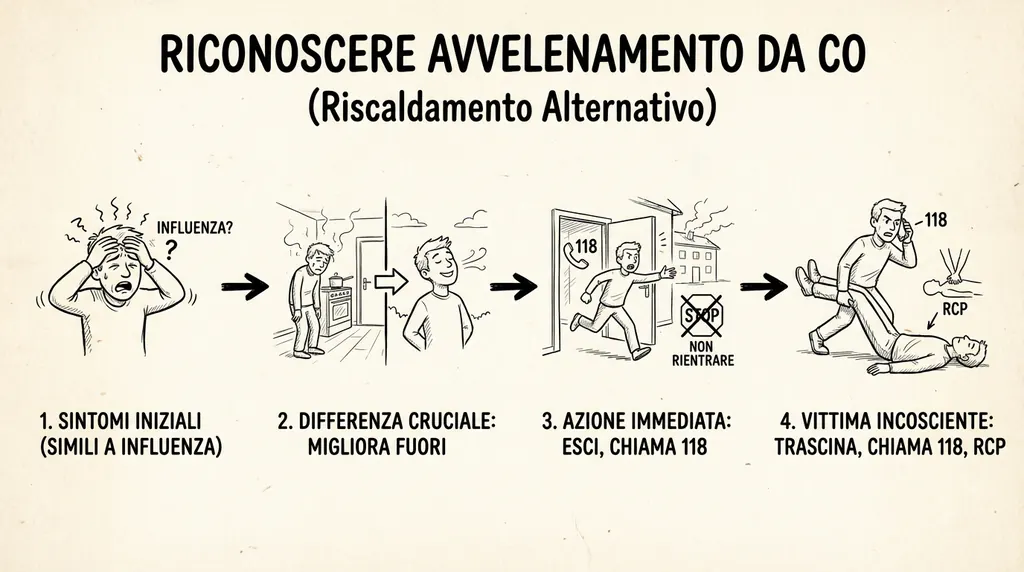 RICONOSCERE AVVELENAMENTO DA CO
(Riscaldamento Alternativo)
INFLUENZA?
?
118
STOP
NON
RIENTRARE
118
RCP
1. SINTOMI INIZIALI
(SIMILI A INFLUENZA)
2. DIFFERENZA CRUCIALE:
MIGLIORA FUORI
3. AZIONE IMMEDIATA:
ESCI, CHIAMA 118
4. VITTIMA INCOSCIENTE:
TRASCINA, CHIAMA 118, RCP